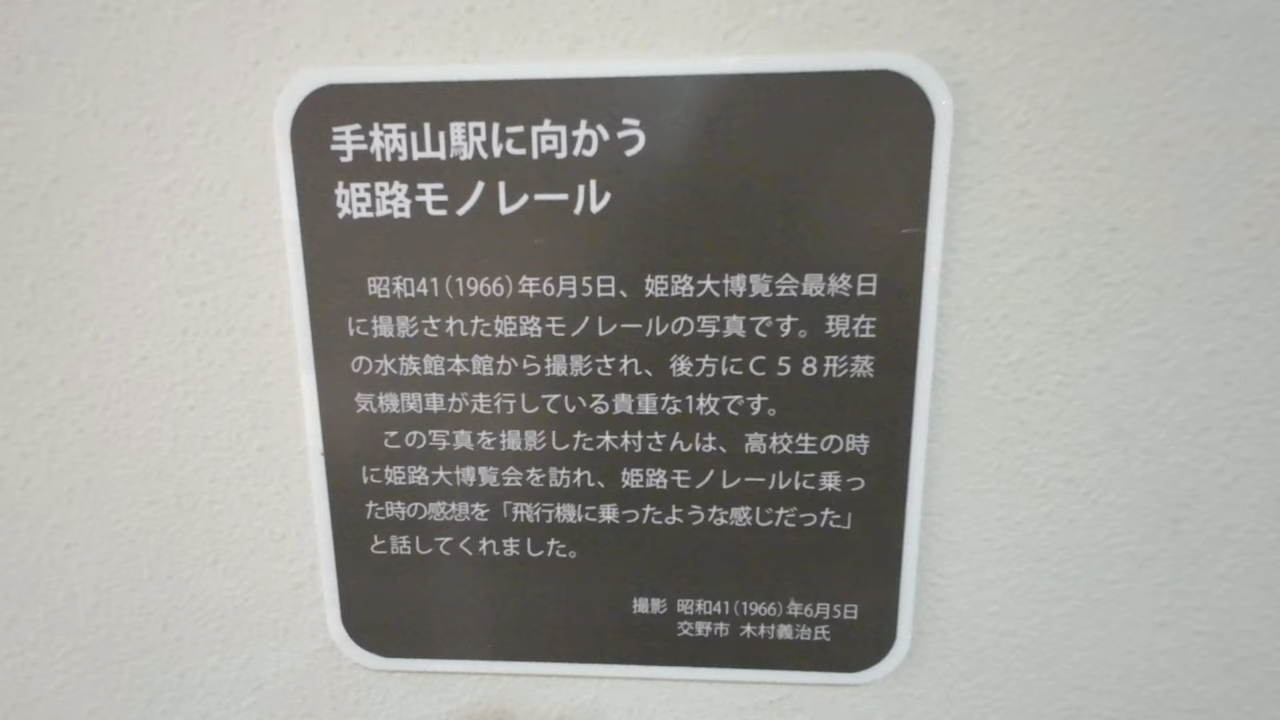 手柄山駅に向かう
姫路モノレール
昭和41(1966)年6月5日、姫路大博覧会最終日
に撮影された姫路モノレールの写真です。現在
の水族館本館から撮影され、後方にC58形蒸
気機関車が走行している貴重な1枚です。
この写真を撮影した木村さんは、高校生の時
に姫路大博覧会を訪れ、姫路モノレールに乗っ
た時の感想を「飛行機に乗ったような感じだった」
と話してくれました。
撮影 昭和41(1966)年6月5日
交野市 木村義治氏